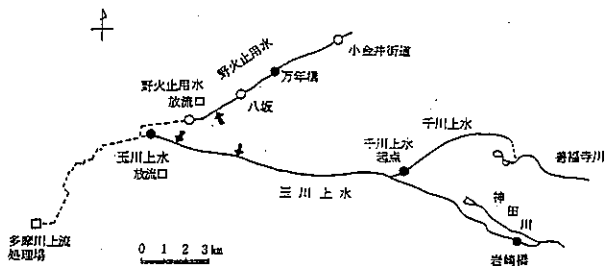 小金井街道
野火止用水
万年橋
野火止用水
放流口
八坂
玉川上水
放流口
千川上水
千川上水
起点
善福寺川
玉川上水
神田川
多摩川上流
処理場
0 1 2 3km
岩崎橋